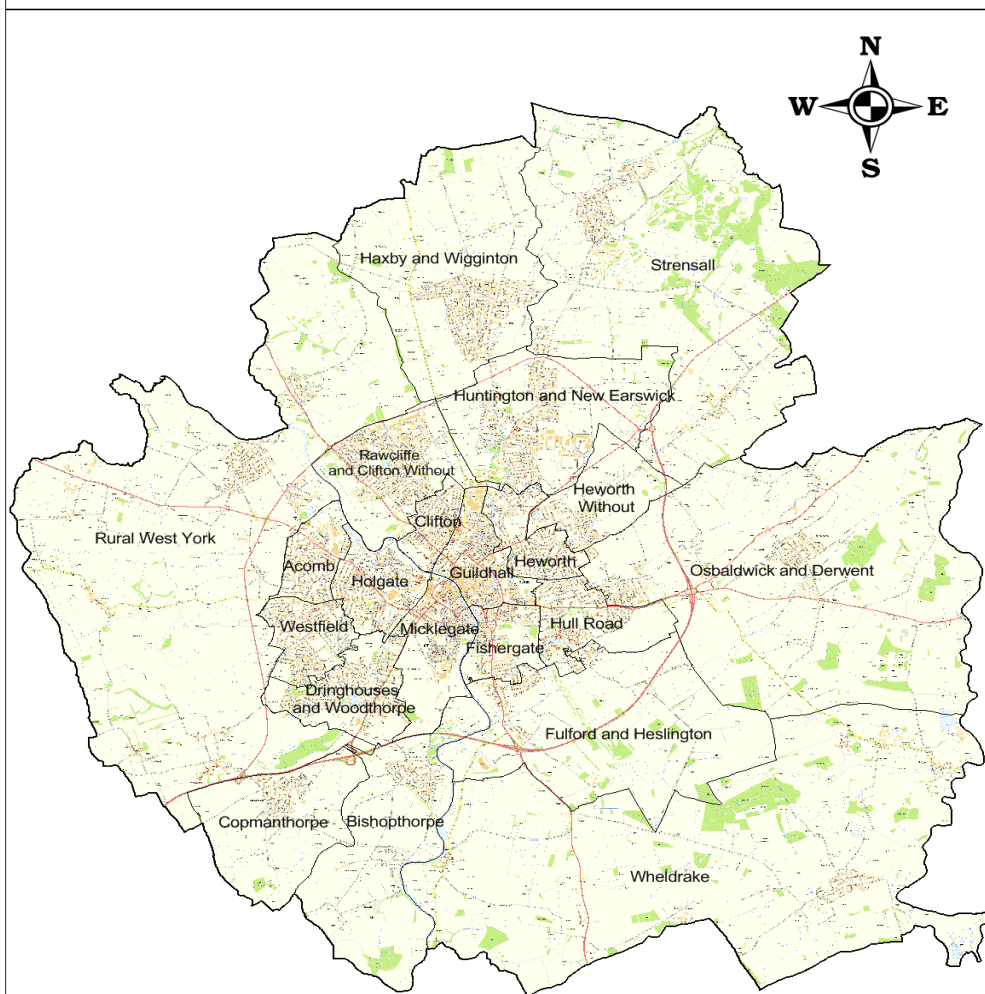 N
W E
S
Haxby and Wigginton
Strensall
Huntington and New Earswick
Rawcliffe
and Clifton Without
Heworth
Without
Clifton
Rural West York
Acomb
Holgate
Guildhall
Heworth
Osbaldwick and Derwent
Westfield
Micklegate
Hull Road
Fishergate
Dringhouses
and Woodthorpe
Fulford and Heslington
Copmanthorpe
Bishopthorpe
Wheldrake